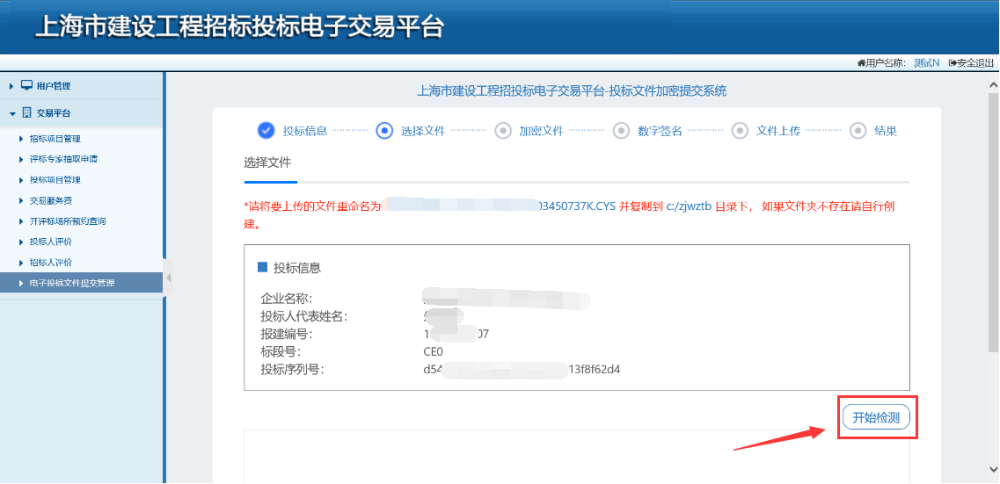 上海市建设工程招标投标电子交易平台
用户名称： 测试N 安全退出
用户管理
交易平台
招标项目管理
评标专家抽取申请
投标项目管理
交易服务费
开评标场所预约查询
投标人评价
招标人评价
电子投标文件提交管理
上海市建设工程招投标电子交易平台-投标文件加密提交系统
投标信息 选择文件 加密文件 数字签名 文件上传 结果
选择文件
*请将要上传的文件重命名为 03450737K.CYS 并复制到 c:/zjwztb 目录下， 如果文件夹不存在请自行创
建。
投标信息
企业名称：
投标人代表姓名：
报建编号： 1 07
标段号： CE0
投标序列号： d54 13f8f62d4
开始检测